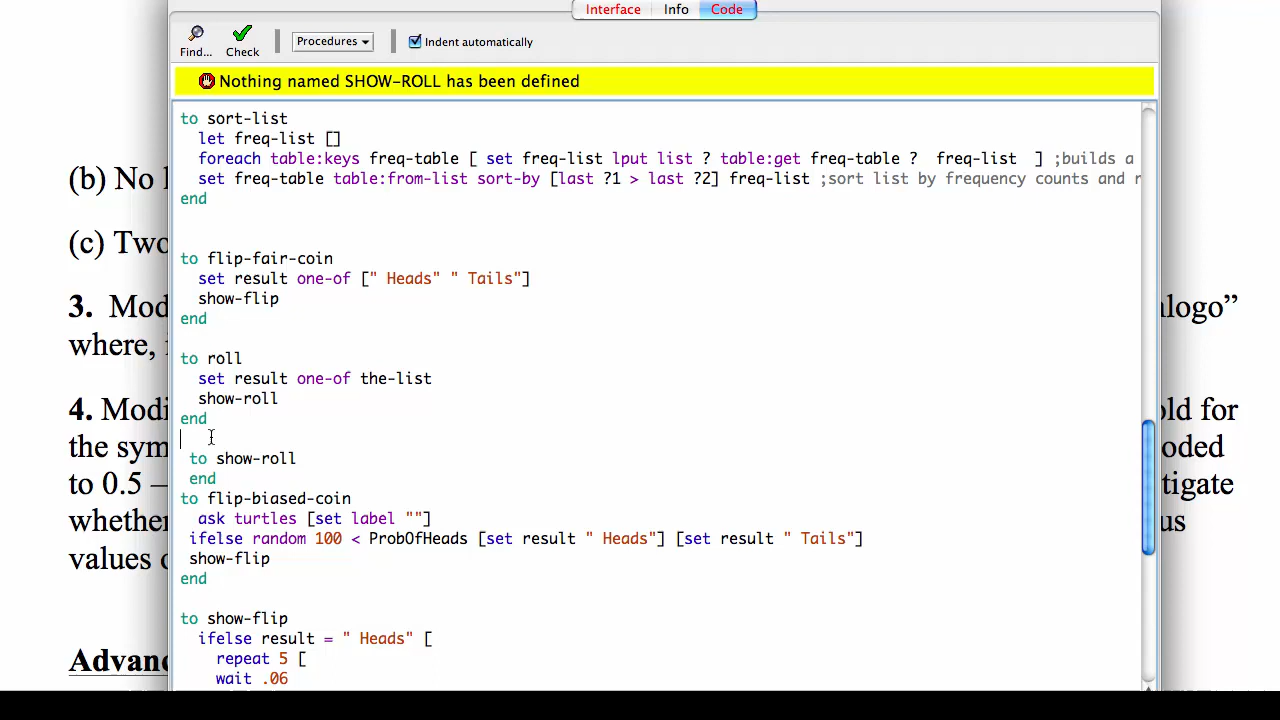 Interface Info Code
Find... Check Procedures Indent automatically
Nothing named SHOW-ROLL has been defined
to sort-list
let freq-list []
foreach table:keys freq-table [ set freq-list lput list ? table:get freq-table ? freq-list ] ;builds a
set freq-table table:from-list sort-by [last ?1 > last ?2] freq-list ;sort list by frequency counts and
end
to flip-fair-coin
set result one-of [" Heads" " Tails"]
show-flip
end
to roll
set result one-of the-list
show-roll
end
to show-roll
end
to flip-biased-coin
ask turtles [set label ""]
ifelse random 100 < ProbOfHeads [set result " Heads"] [set result " Tails"]
show-flip
end
to show-flip
ifelse result = " Heads" [
repeat 5 [
wait .06
(b) No
(c) Two
3. Mod alogo”
where,
4. Modi old for
the sym ooded
to 0.5 — tigate
whether us
values
Advanc